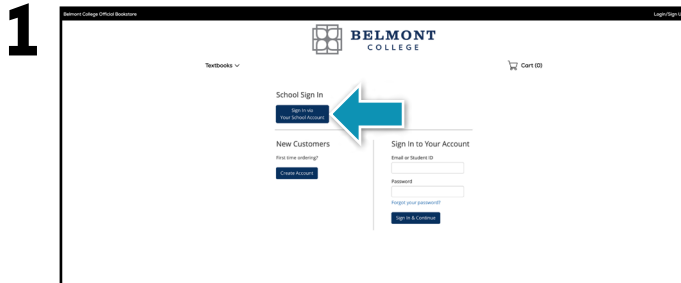 1
Belmont College Official Bookstore
Login/Sign U
BELMONT
COLLEGE
Textbooks
Cart (0)
School Sign In
Sign in via
Your School Account
New Customers
First time ordering?
Create Account
Sign In to Your Account
Email or Student ID
Password
Forgot your password?
Sign In & Continue